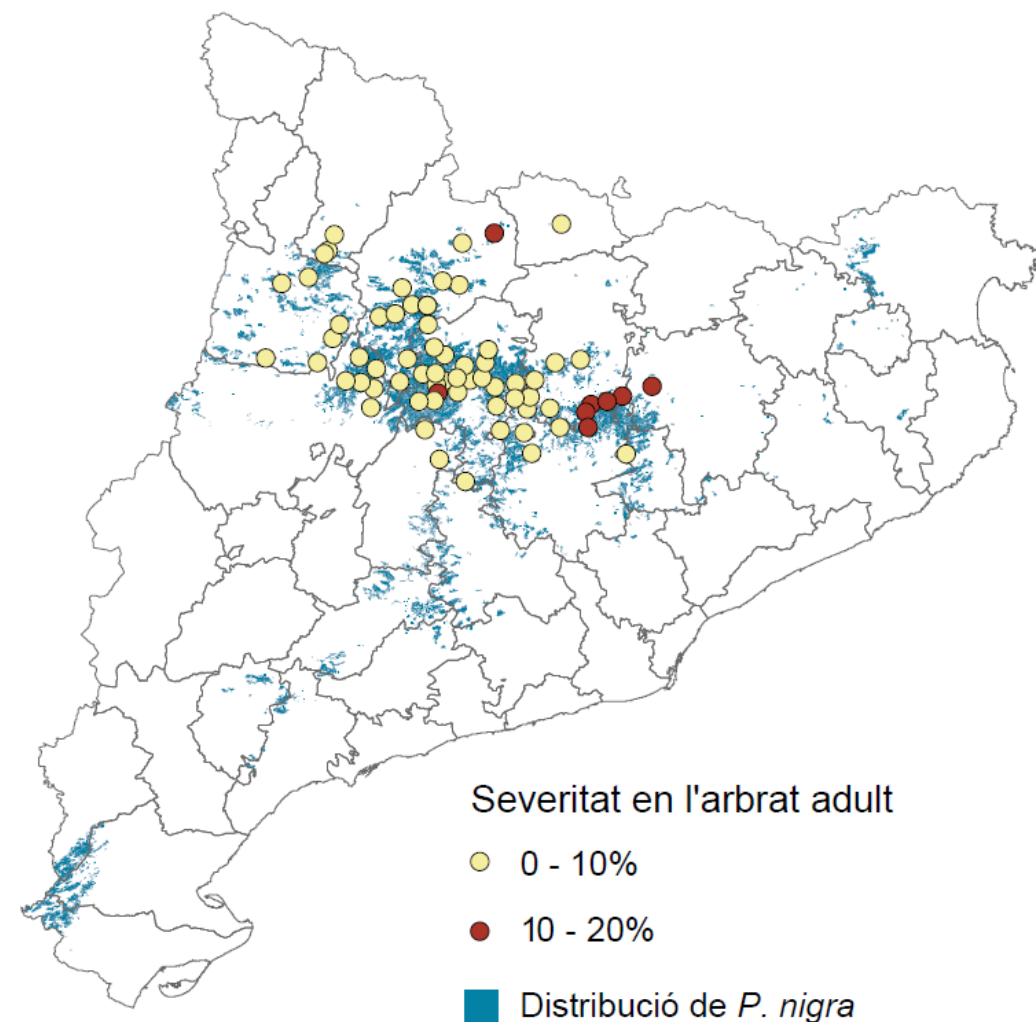 Severitat en l'arbrat adult
0 - 10%
10 - 20%
Distribució de P. nigra